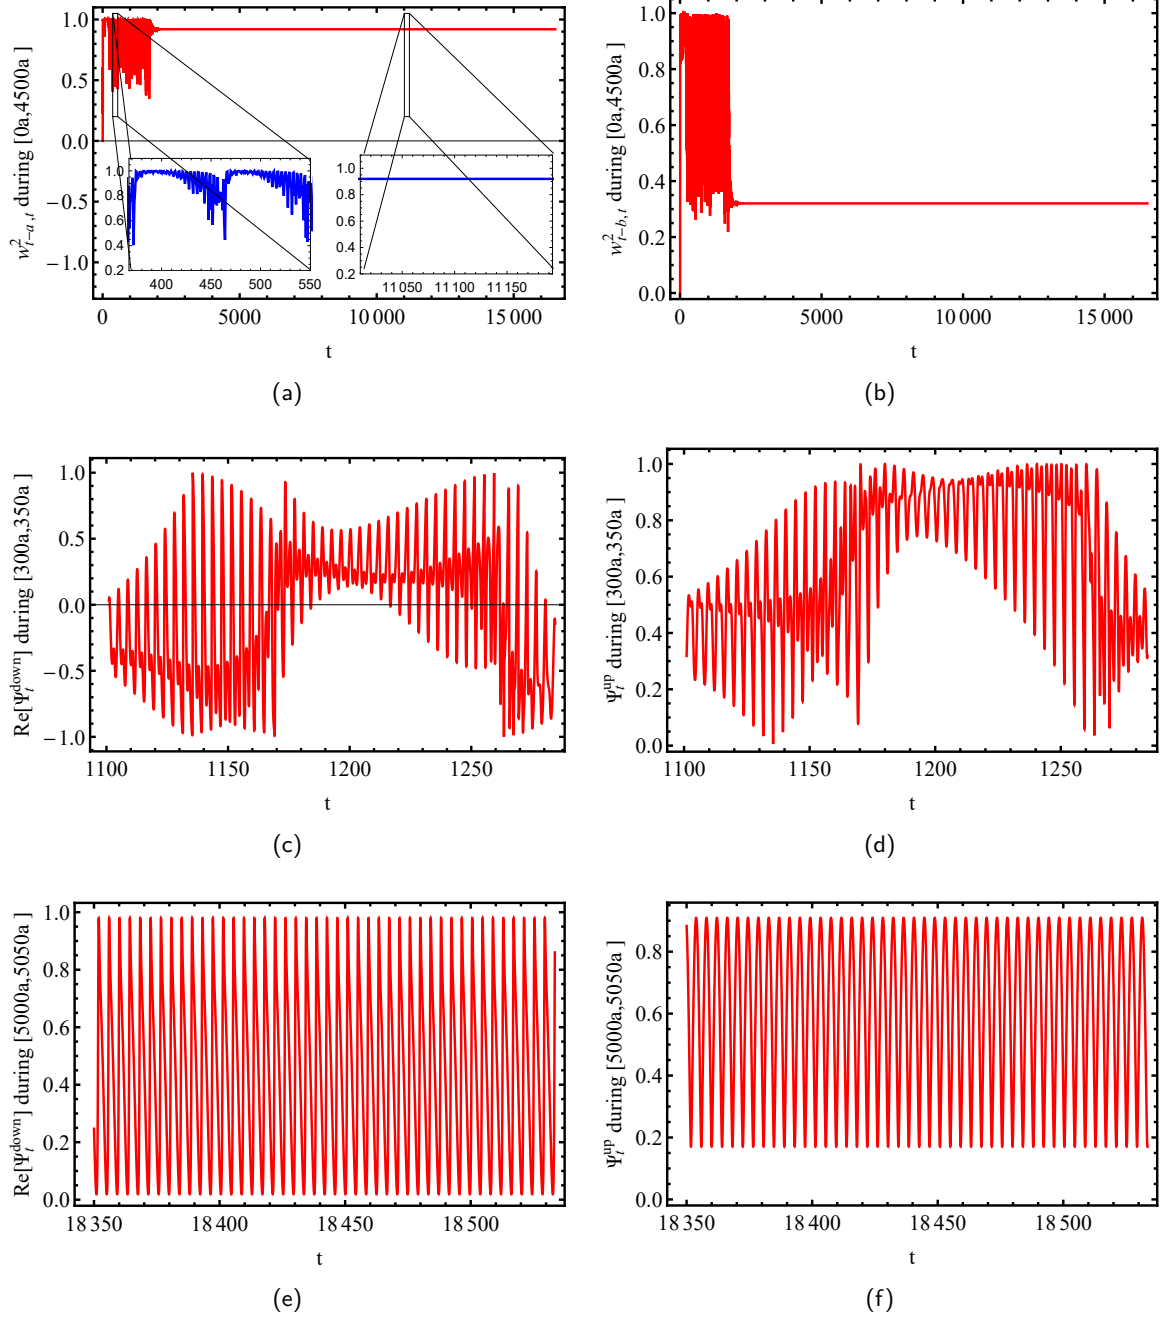 w²_{t−a,t} during [0a,4500a]
1.0
0.5
0.0
−0.5
−1.0
1.0
0.8
0.6
0.4
0.2
400 450 500 550
1.0
0.8
0.6
0.4
0.2
11 050 11 100 11 150
0 5000 10 000 15 000
t
(a)
w²_{t−b,t} during [0a,4500a]
1.0
0.8
0.6
0.4
0.2
0.0
0 5000 10 000 15 000
t
(b)
Re[Ψ_t^{down}] during [300a,350a]
1.0
0.5
0.0
−0.5
−1.0
1100 1150 1200 1250
t
(c)
Ψ_t^{up} during [300a,350a]
1.0
0.8
0.6
0.4
0.2
0.0
1100 1150 1200 1250
t
(d)
Re[Ψ_t^{down}] during [5000a,5050a]
1.0
0.8
0.6
0.4
0.2
0.0
18 350 18 400 18 450 18 500
t
(e)
Ψ_t^{up} during [5000a,5050a]
0.8
0.6
0.4
0.2
0.0
18 350 18 400 18 450 18 500
t
(f)